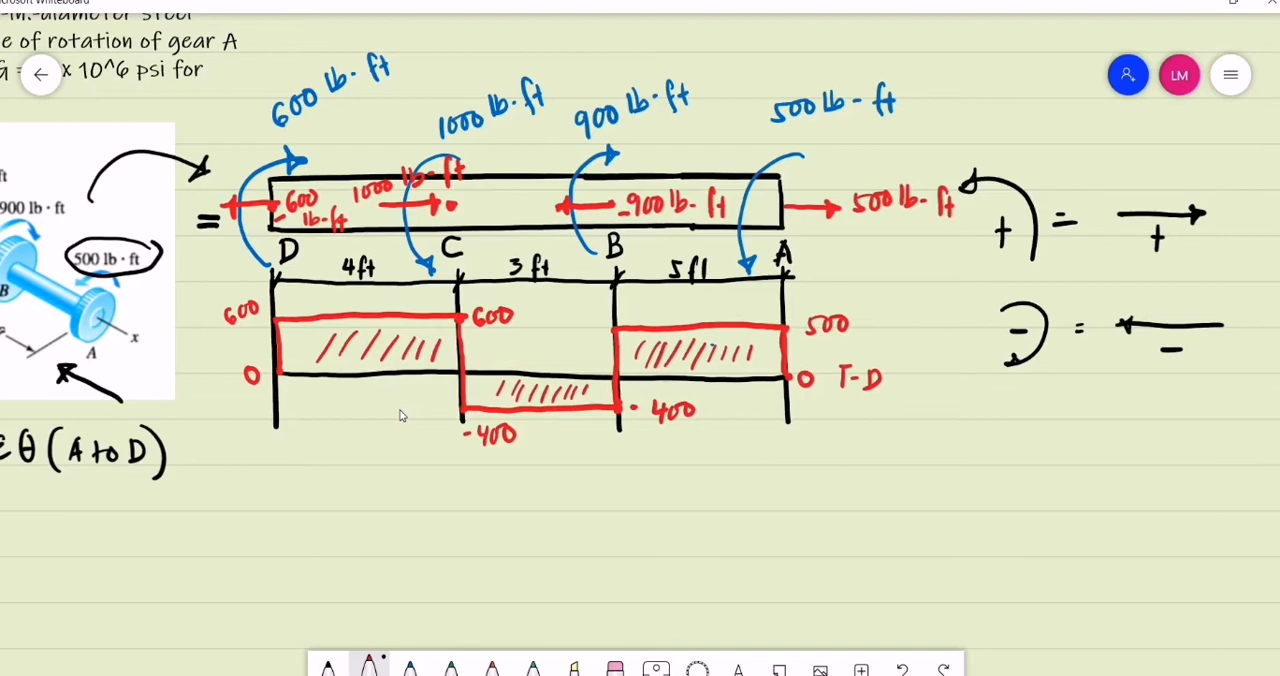 Microsoft Whiteboard
-in.-diameter steel
e of rotation of gear A
G = x 10^6 psi for
LM
600 lb·ft
1000 lb·ft
900 lb·ft
500 lb-ft
ft
900 lb·ft
500 lb·ft
B
A
x
=
-600 lb-ft
1000 lb-ft
-900 lb-ft
500 lb-ft
+ = +
- = -
D C B A
4ft 3ft 5ft
600 600 500
0 0 T-D
-400 -400
Σθ (A to D)
A